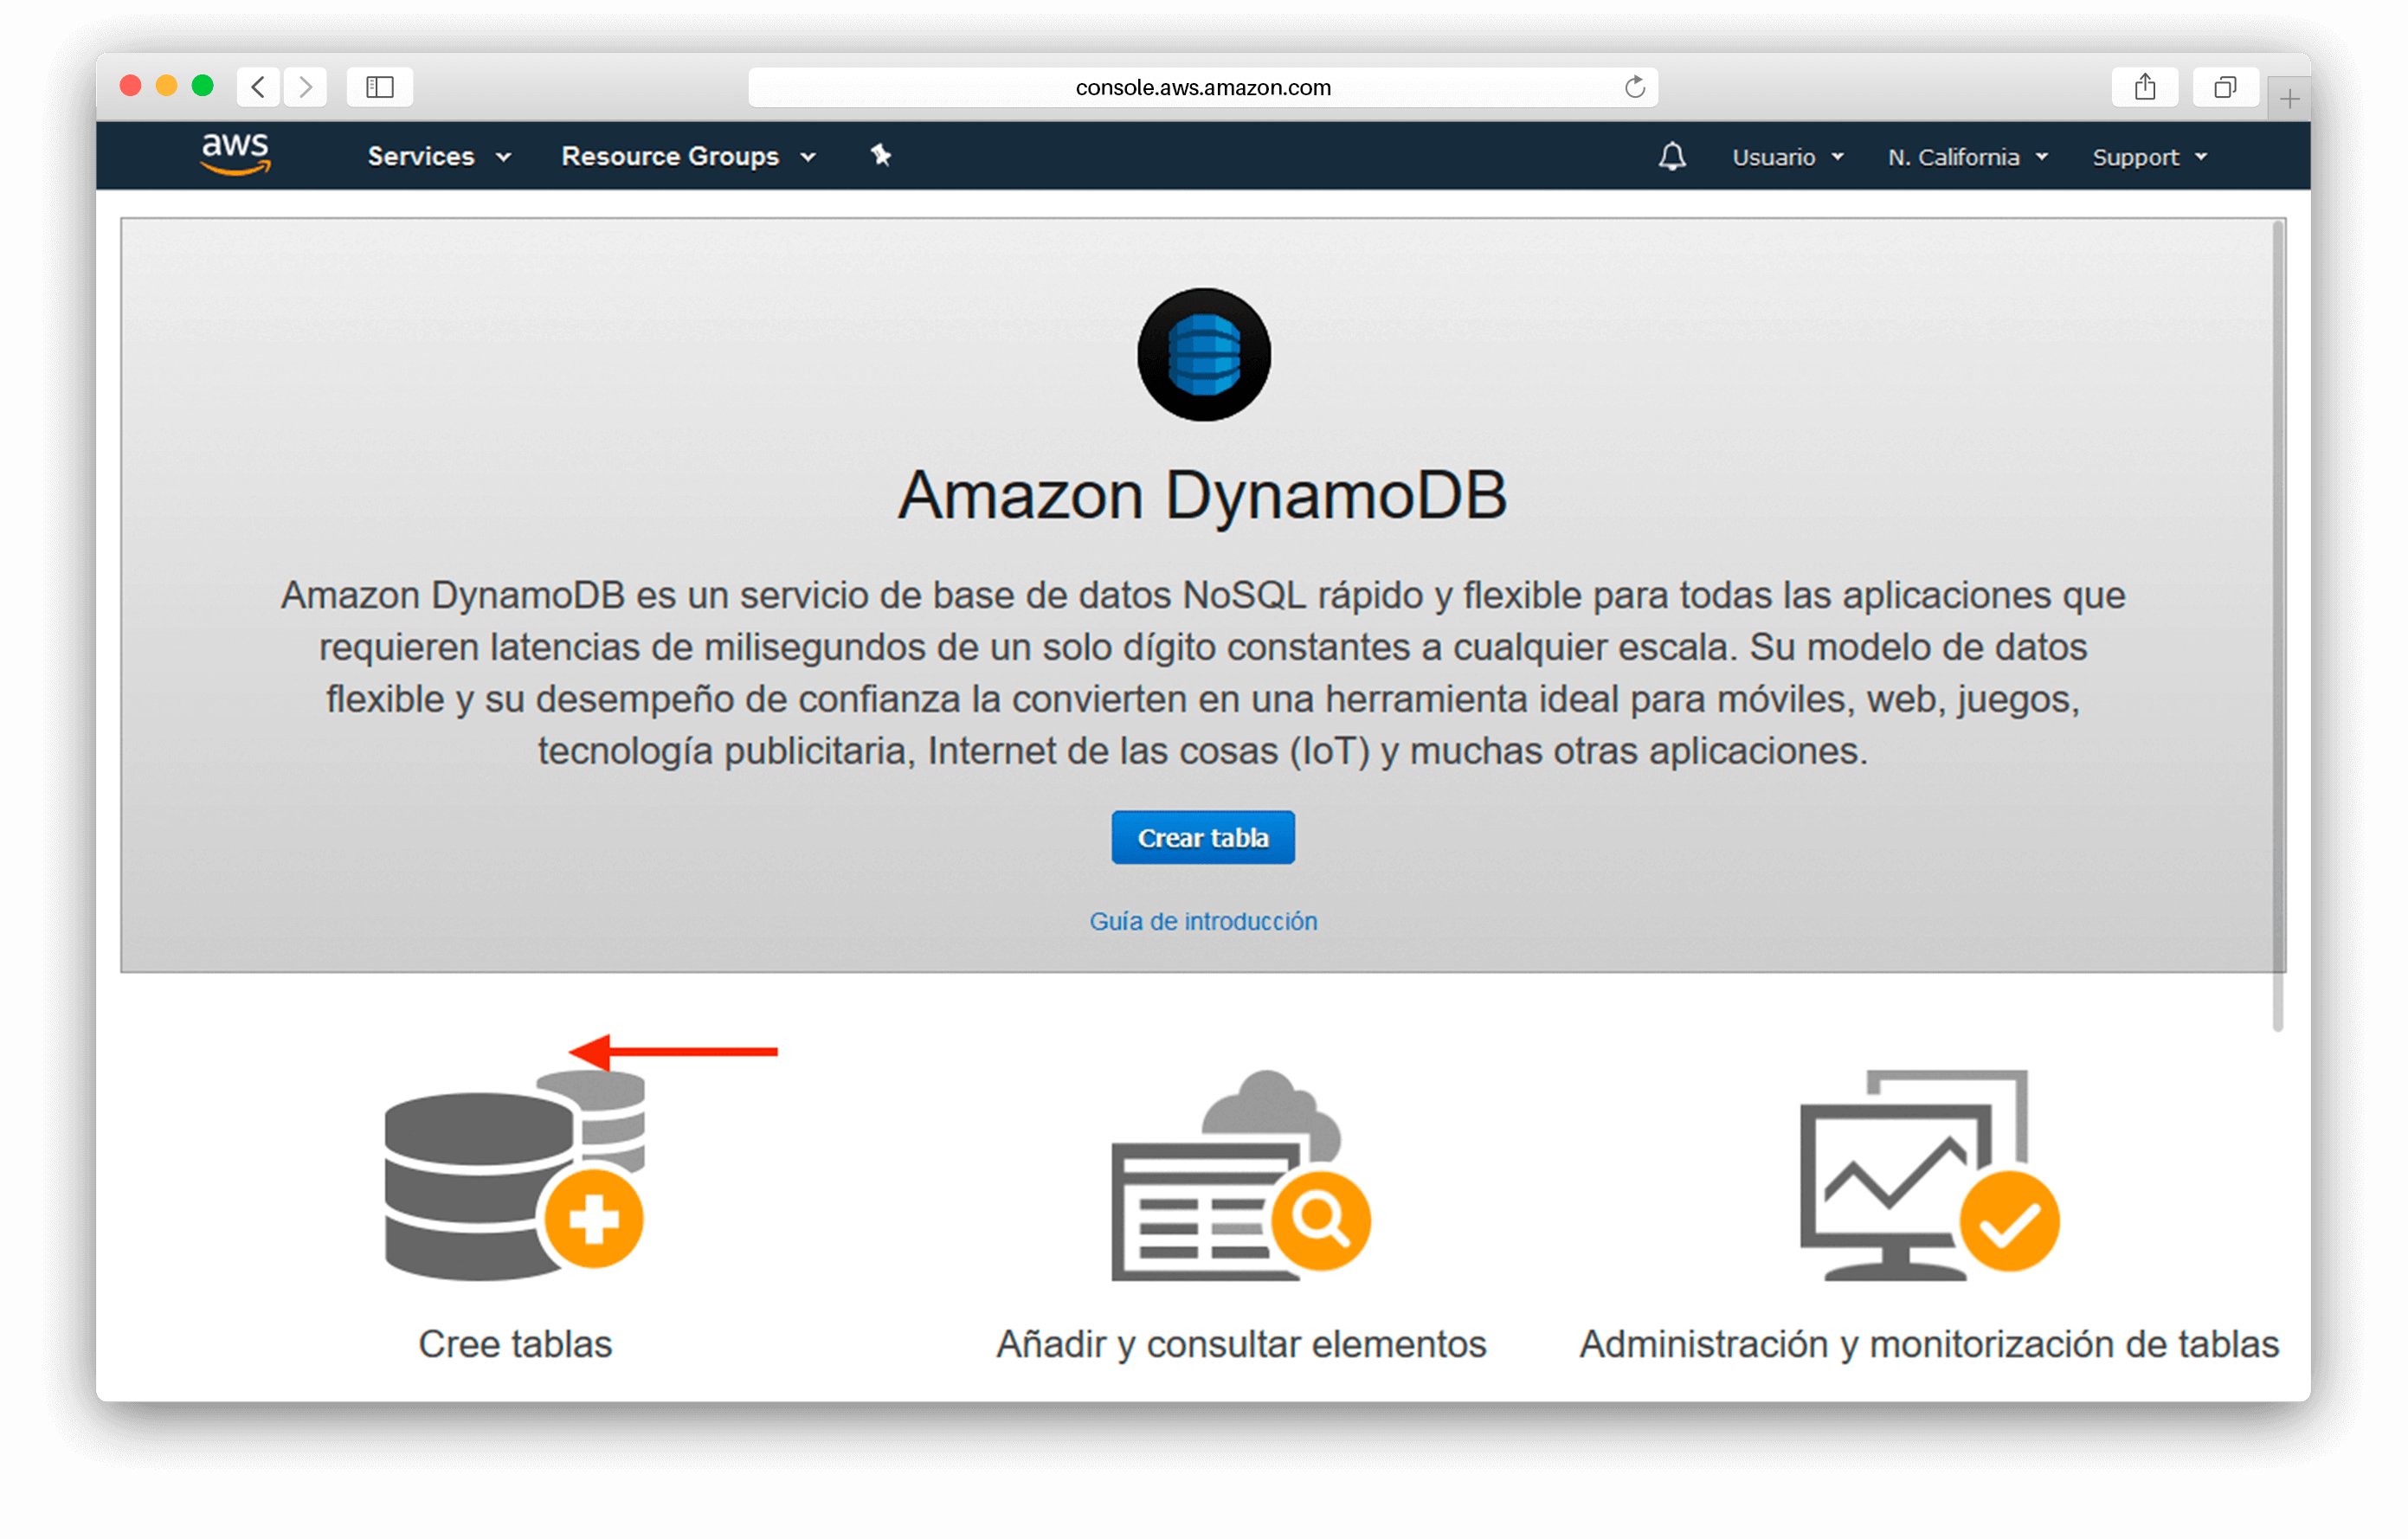 console.aws.amazon.com
aws Services Resource Groups Usuario N. California Support
Amazon DynamoDB
Amazon DynamoDB es un servicio de base de datos NoSQL rápido y flexible para todas las aplicaciones que
requieren latencias de milisegundos de un solo dígito constantes a cualquier escala. Su modelo de datos
flexible y su desempeño de confianza la convierten en una herramienta ideal para móviles, web, juegos,
tecnología publicitaria, Internet de las cosas (IoT) y muchas otras aplicaciones.
Crear tabla
Guía de introducción
Cree tablas
Añadir y consultar elementos
Administración y monitorización de tablas